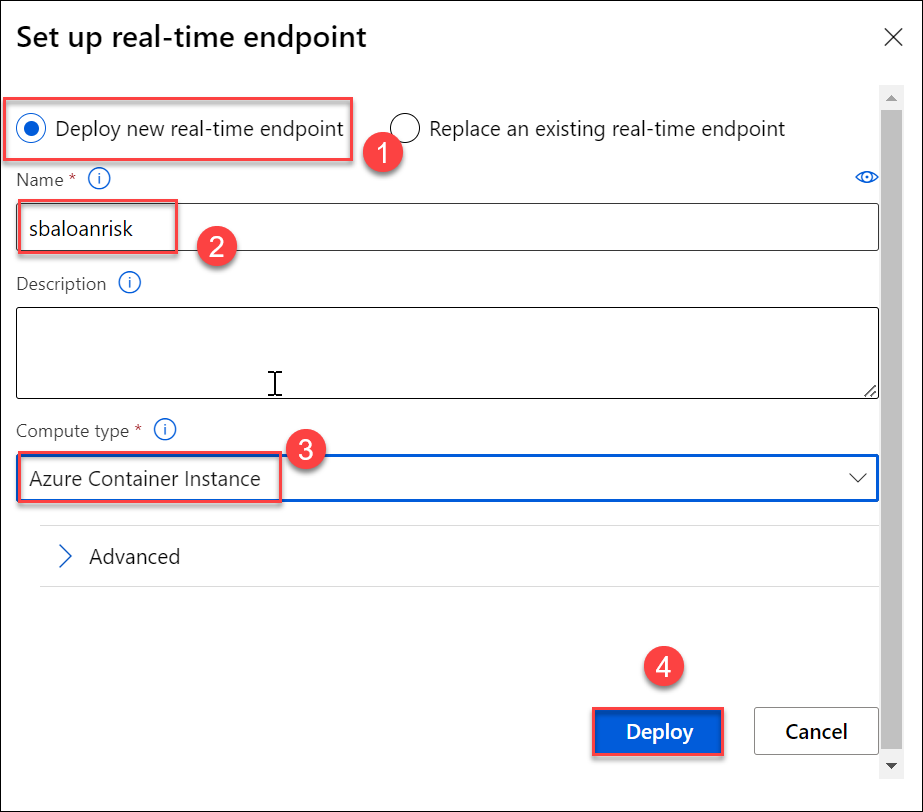 Set up real-time endpoint
Deploy new real-time endpoint
1
Replace an existing real-time endpoint
Name * i
sbaloanrisk
2
Description i
Compute type * i
3
Azure Container Instance
Advanced
4
Deploy
Cancel